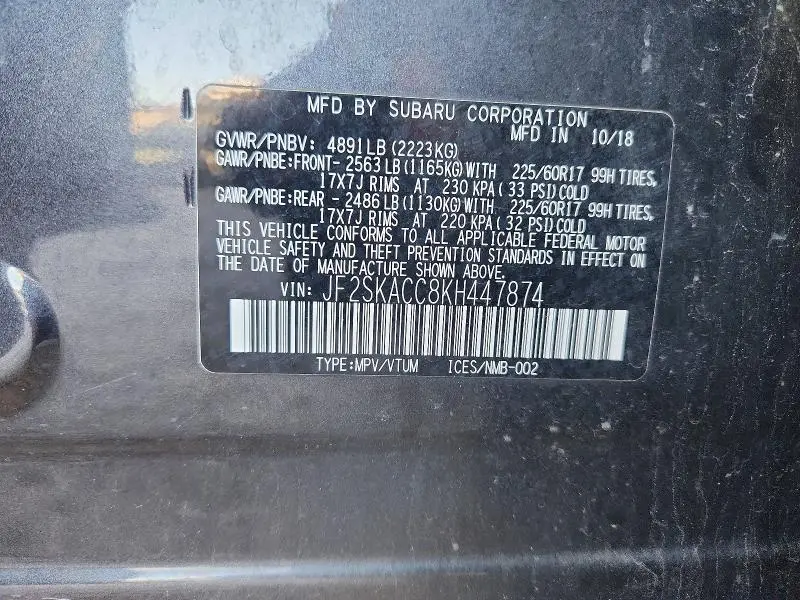 MFD BY SUBARU CORPORATION
MFD IN 10/18
GVWR/PNBV: 4891LB (2223KG)
GAWR/PNBE:FRONT- 2563LB (1165KG) WITH 225/60R17 99H TIRES,
17X7J RIMS AT 230 KPA (33 PSI) COLD
GAWR/PNBE:REAR - 2486LB (1130KG) WITH 225/60R17 99H TIRES,
17X7J RIMS AT 220 KPA (32 PSI) COLD
THIS VEHICLE CONFORMS TO ALL APPLICABLE FEDERAL MOTOR
VEHICLE SAFETY AND THEFT PREVENTION STANDARDS IN EFFECT ON
THE DATE OF MANUFACTURE SHOWN ABOVE.
VIN: JF2SKACC8KH447874
TYPE:MPV/VTUM ICES/NMB-002